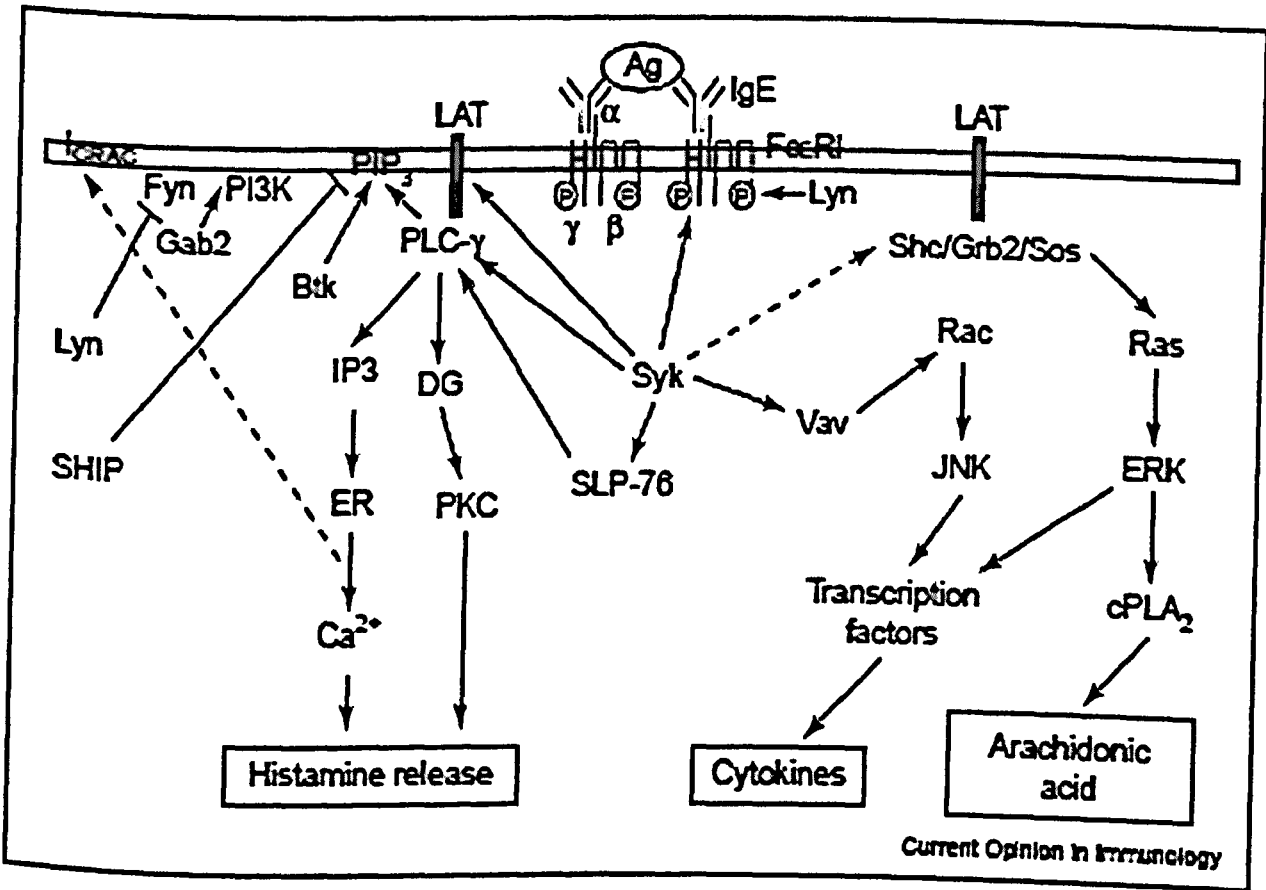 Ag
IgE
α
LAT
LAT
I CRAC
PIP3
FcεRI
Fyn
PI3K
P
P
P
P
Lyn
γ
β
Gab2
PLC-γ
Shc/Grb2/Sos
Btk
Lyn
IP3
DG
Syk
Rac
Ras
Vav
SHIP
SLP-76
JNK
ERK
ER
PKC
Transcription
factors
cPLA2
Ca2+
Histamine release
Cytokines
Arachidonic
acid
Current Opinion in Immunology